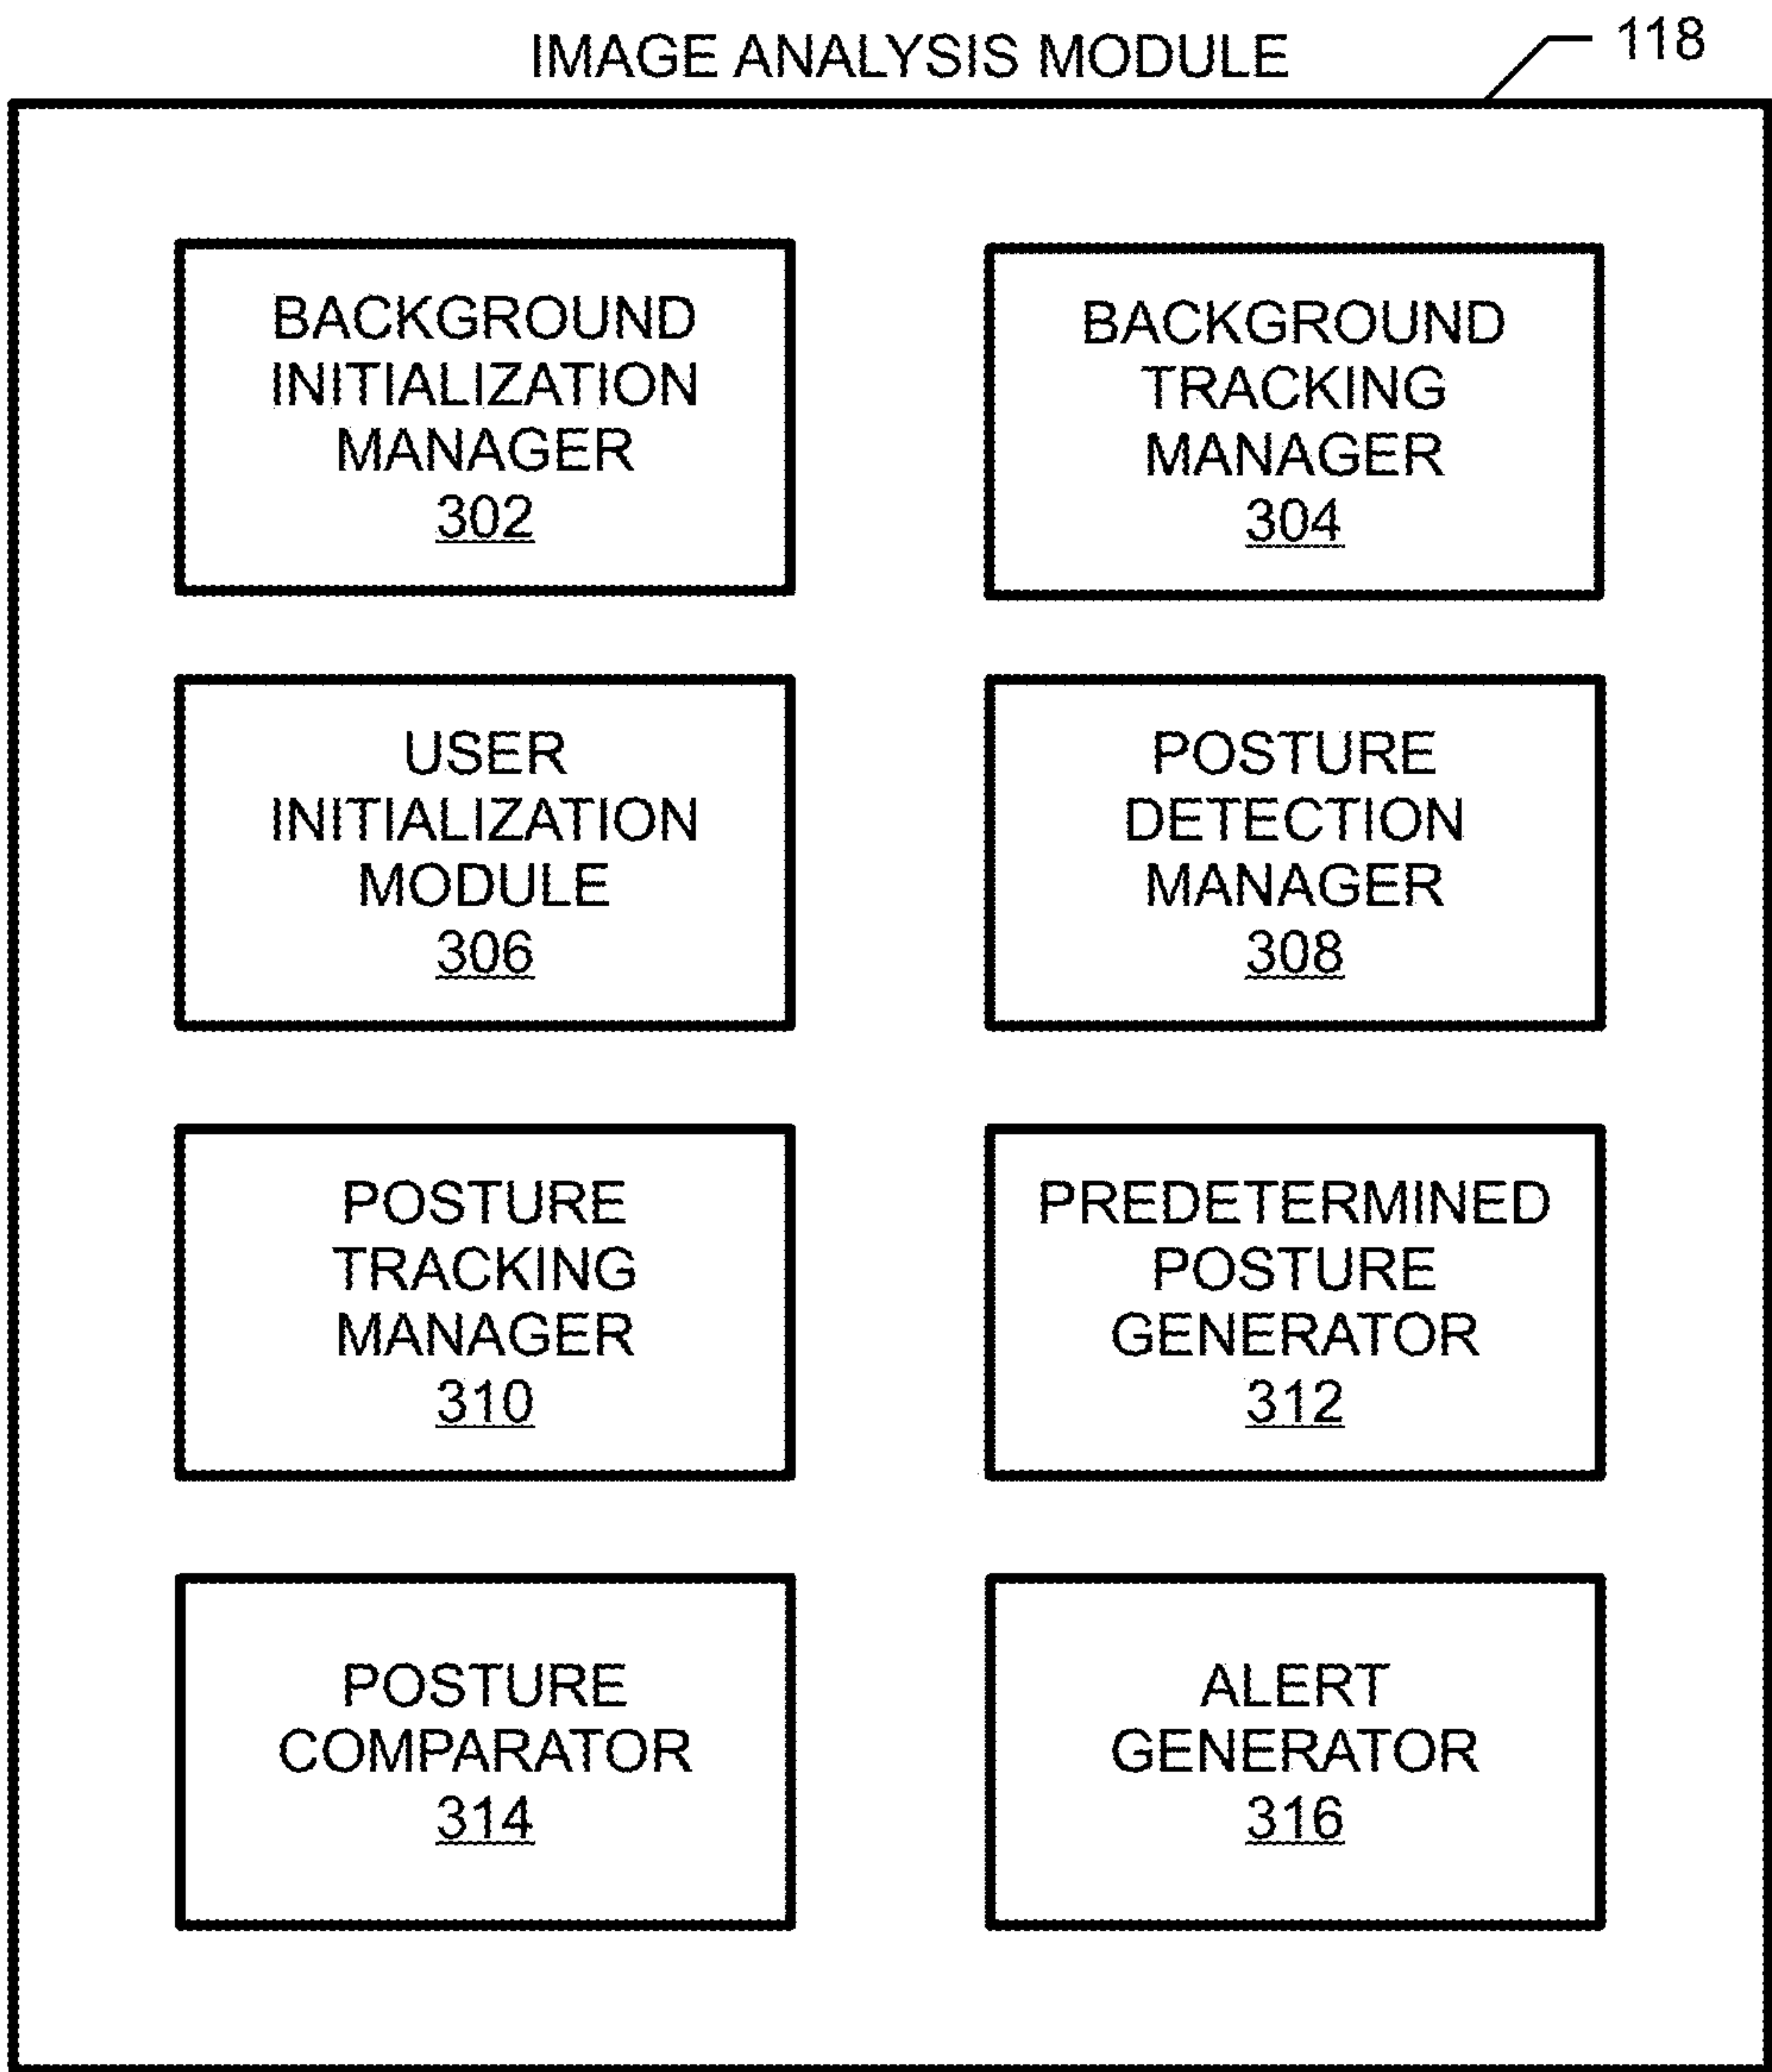 IMAGE ANALYSIS MODULE
118
BACKGROUND
INITIALIZATION
MANAGER
302
BACKGROUND
TRACKING
MANAGER
304
USER
INITIALIZATION
MODULE
306
POSTURE
DETECTION
MANAGER
308
POSTURE
TRACKING
MANAGER
310
PREDETERMINED
POSTURE
GENERATOR
312
POSTURE
COMPARATOR
314
ALERT
GENERATOR
316